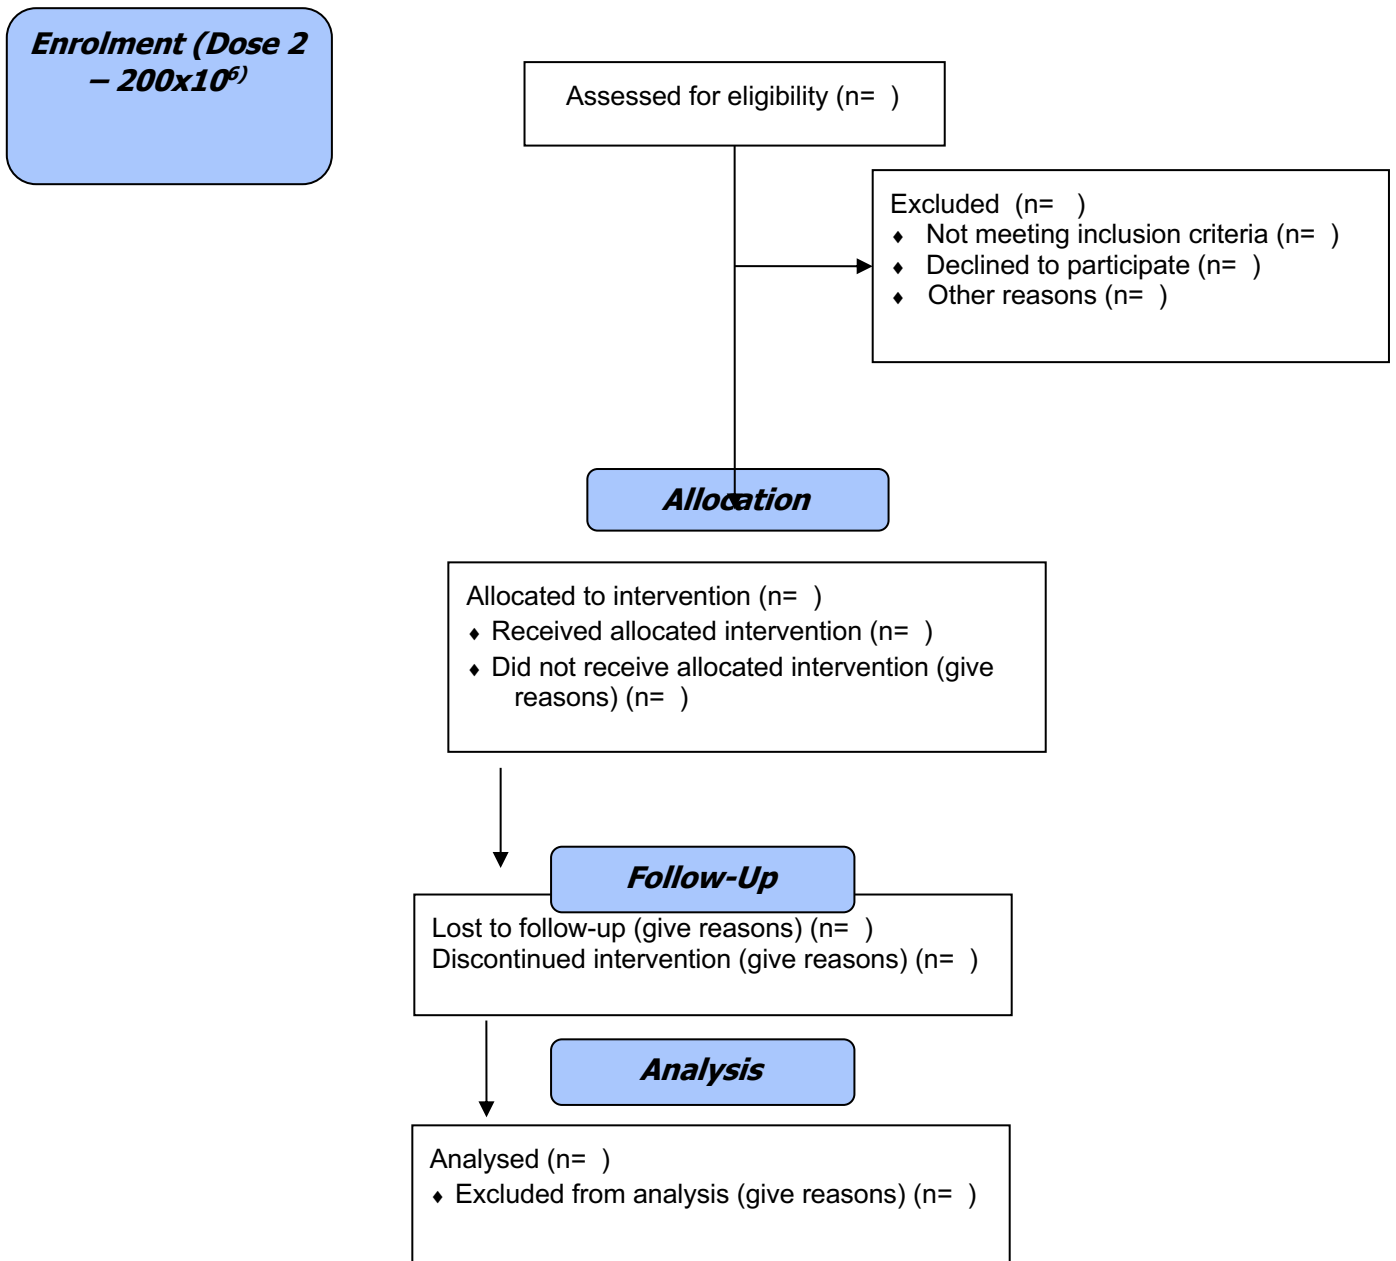 Enrolment (Dose 2
– 200x10⁶⁾
Assessed for eligibility (n= )
Excluded (n= )
♦ Not meeting inclusion criteria (n= )
♦ Declined to participate (n= )
♦ Other reasons (n= )
Allocation
Allocated to intervention (n= )
♦ Received allocated intervention (n= )
♦ Did not receive allocated intervention (give
reasons) (n= )
Follow-Up
Lost to follow-up (give reasons) (n= )
Discontinued intervention (give reasons) (n= )
Analysis
Analysed (n= )
♦ Excluded from analysis (give reasons) (n= )